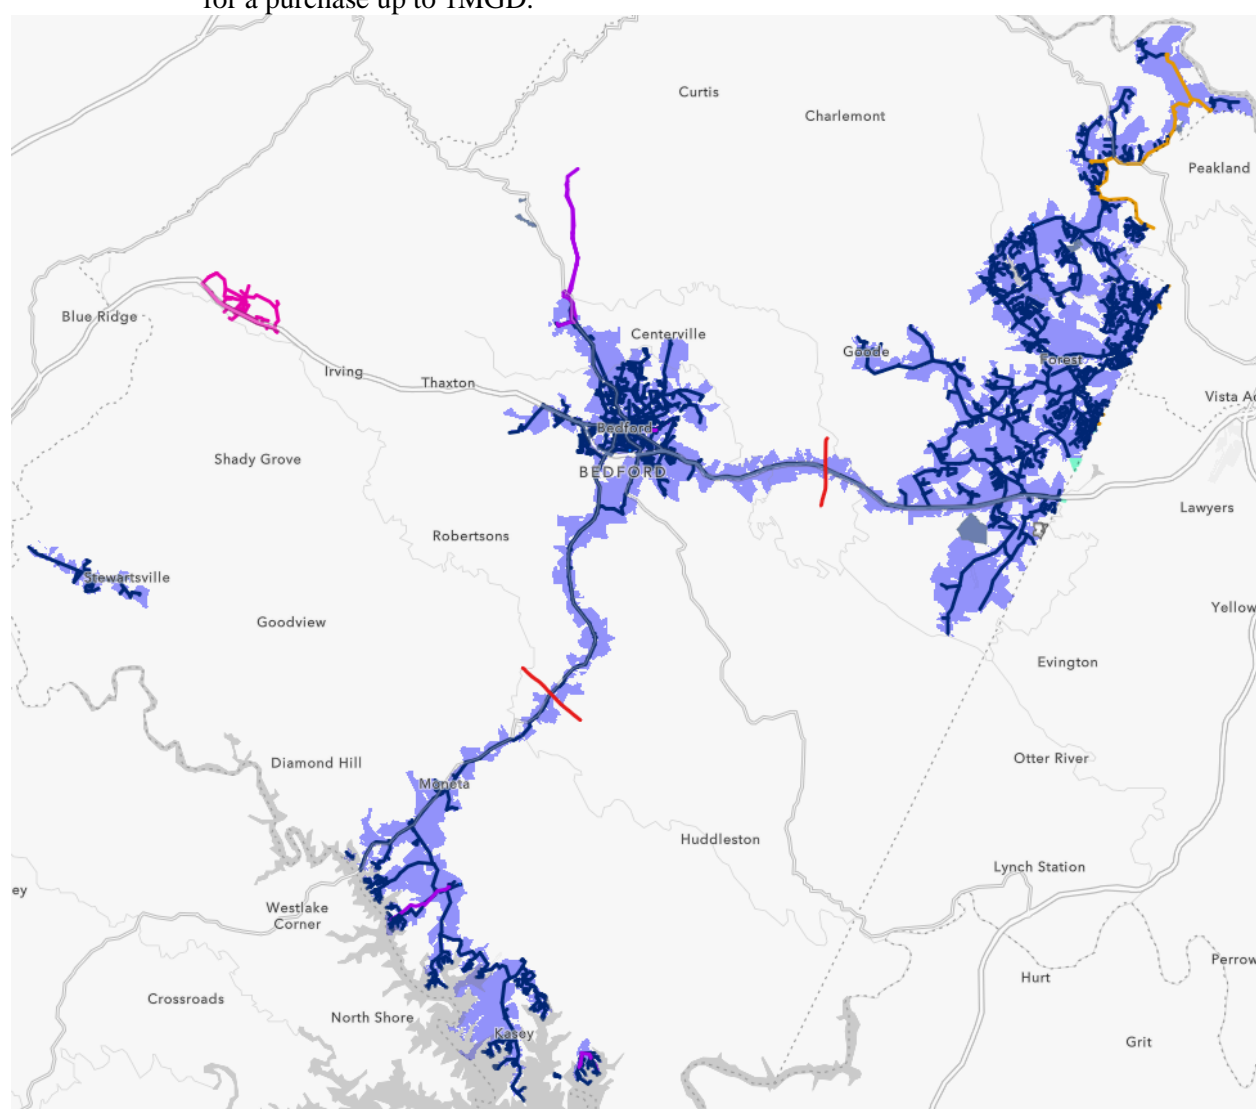 for a purchase up to 1MGD.
Curtis
Charlemont
Peakland
Blue Ridge
Centerville
Goode
Forest
Irving
Thaxton
Vista
Bedford
Shady Grove
BEDFORD
Lawyers
Robertsons
Stewartsville
Goodview
Yellow
Evington
Diamond Hill
Otter River
Moneta
Huddleston
Lynch Station
ey
Westlake
Corner
Perrow
Hurt
Crossroads
North Shore
Kasey
Grit